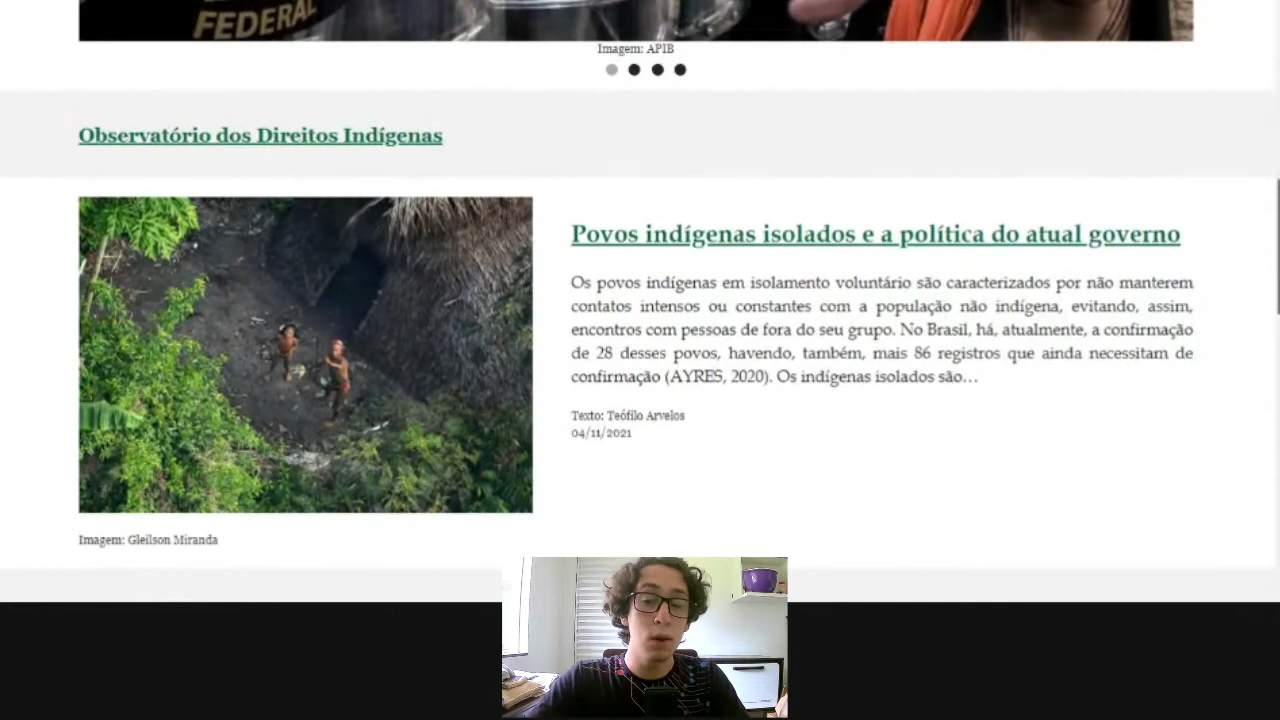 FEDERAL
Imagem: APIB
Observatório dos Direitos Indígenas
Povos indígenas isolados e a política do atual governo
Os povos indígenas em isolamento voluntário são caracterizados por não manterem
contatos intensos ou constantes com a população não indígena, evitando, assim,
encontros com pessoas de fora do seu grupo. No Brasil, há, atualmente, a confirmação
de 28 desses povos, havendo, também, mais 86 registros que ainda necessitam de
confirmação (AYRES, 2020). Os indígenas isolados são...
Texto: Teófilo Arvelos
04/11/2021
Imagem: Gleilson Miranda